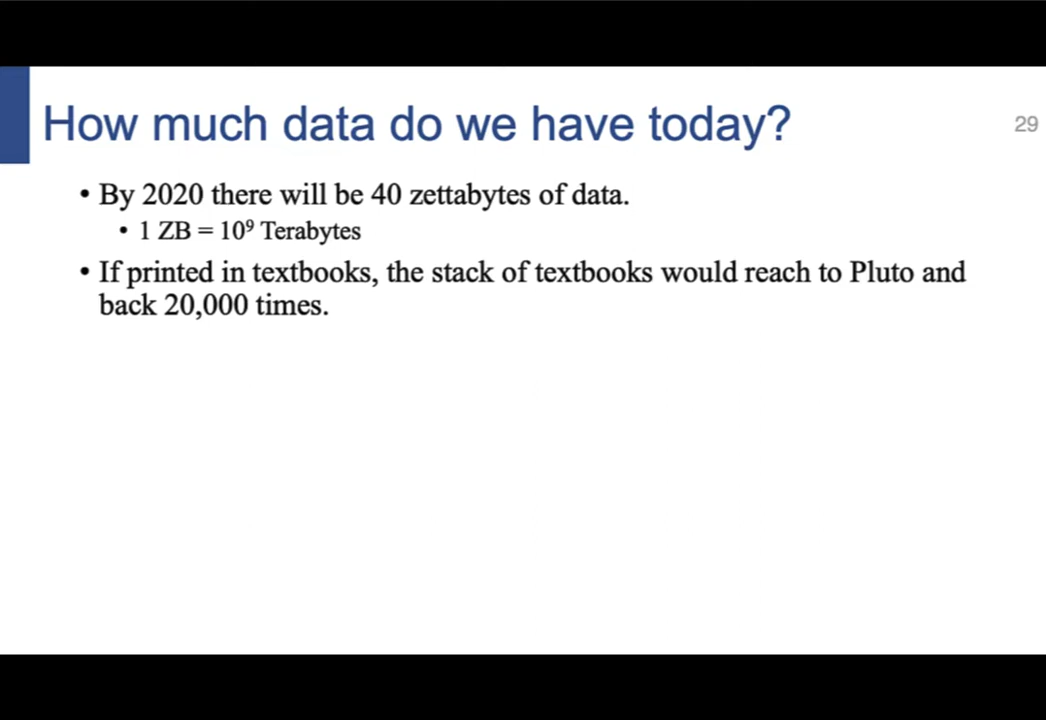 How much data do we have today?
29
• By 2020 there will be 40 zettabytes of data.
• 1 ZB = 10⁹ Terabytes
• If printed in textbooks, the stack of textbooks would reach to Pluto and
back 20,000 times.